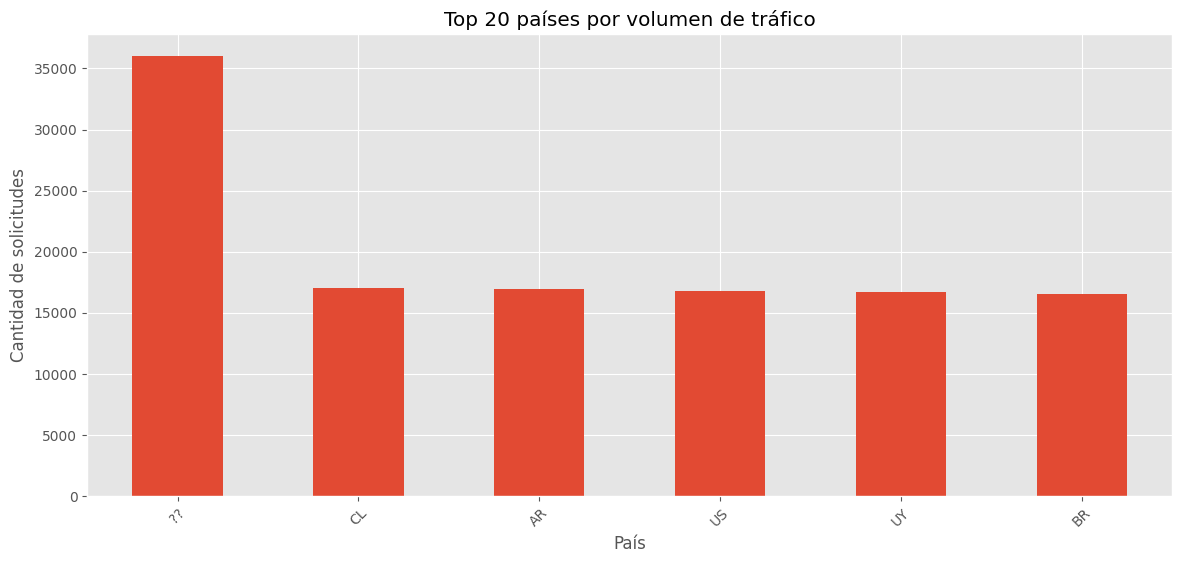 Top 20 países por volumen de tráfico
Cantidad de solicitudes
35000
30000
25000
20000
15000
10000
5000
0
??
CL
AR
US
UY
BR
País